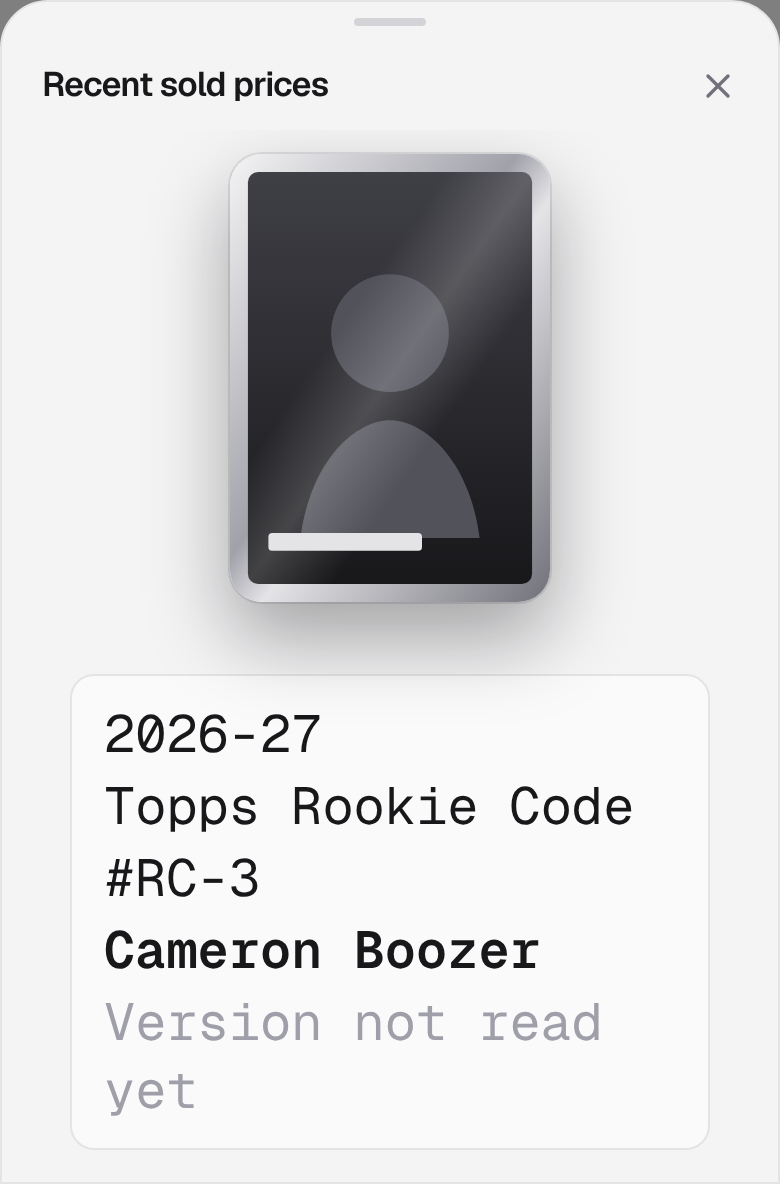 Recent sold prices
2026-27
Topps Rookie Code
#RC-3
Cameron Boozer
Version not read
yet